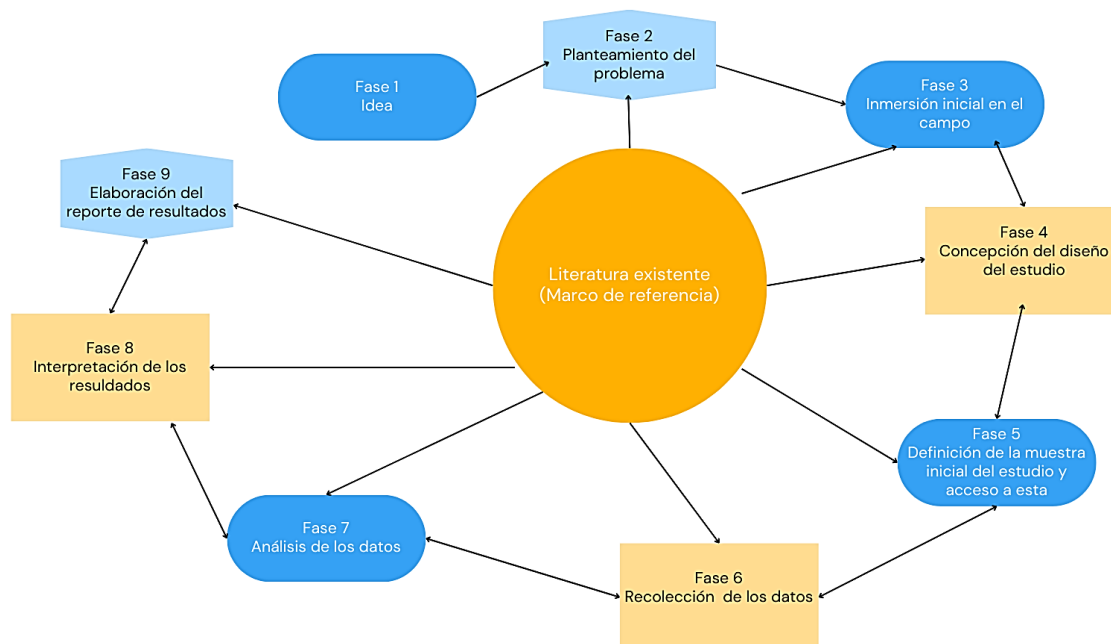 Fase 1
Idea
Fase 2
Planteamiento del
problema
Fase 3
Inmersión inicial en el
campo
Fase 4
Concepción del diseño
del estudio
Fase 5
Definición de la muestra
inicial del estudio y
acceso a esta
Fase 6
Recolección de los datos
Fase 7
Análisis de los datos
Fase 8
Interpretación de los
resuldados
Fase 9
Elaboración del
reporte de resultados
Literatura existente
(Marco de referencia)